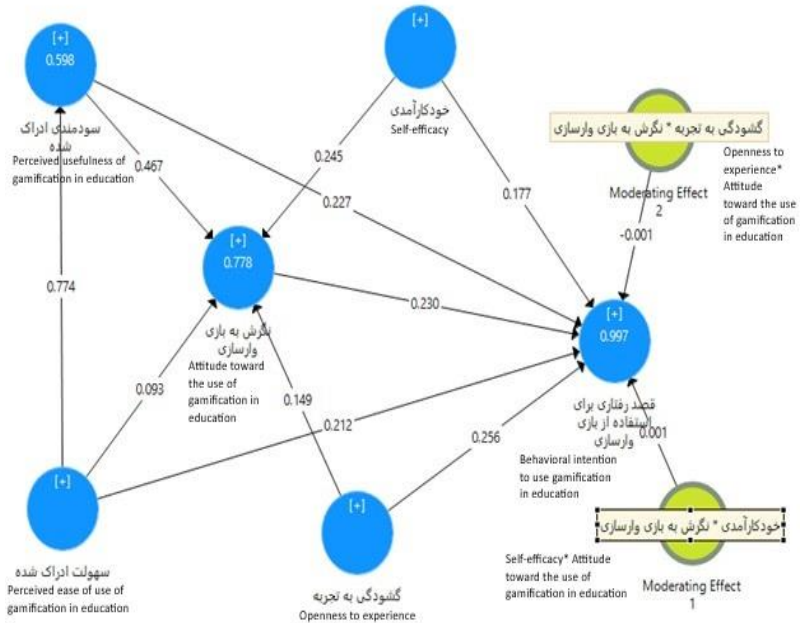 [+]
0.598
سودمندی ادراک
شده
Perceived usefulness of
gamification in education
[+]
خودکارآمدی
Self-efficacy
گشودگی به تجربه * نگرش به بازی وارسازی
Moderating Effect
2
Openness to
experience*
Attitude
toward the use
of gamification
in education
0.467
0.245
0.227
0.177
-0.001
[+]
0.778
نگرش به بازی
وارسازی
Attitude toward
the use of
gamification in
education
0.774
0.230
[+]
0.997
قصد رفتاری برای
استفاده از بازی
وارسازی
Behavioral intention
to use gamification
in education
0.093
0.149
0.212
0.256
0.001
[+]
سهولت ادراک شده
Perceived ease of use of
gamification in education
[+]
گشودگی به تجربه
Openness to experience
خودکارآمدی * نگرش به بازی وارسازی
Self-efficacy* Attitude
toward the use of
gamification in education
Moderating Effect
1